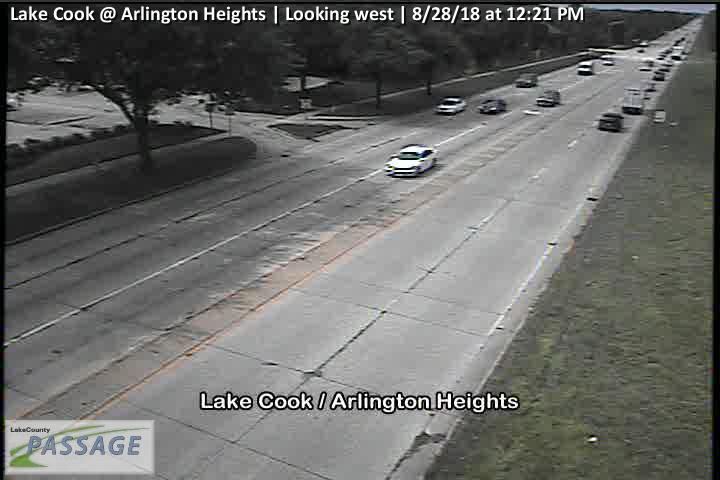 Lake Cook @ Arlington Heights | Looking west | 8/28/18 at 12:21 PM
Lake Cook / Arlington Heights
LakeCounty
PASSAGE